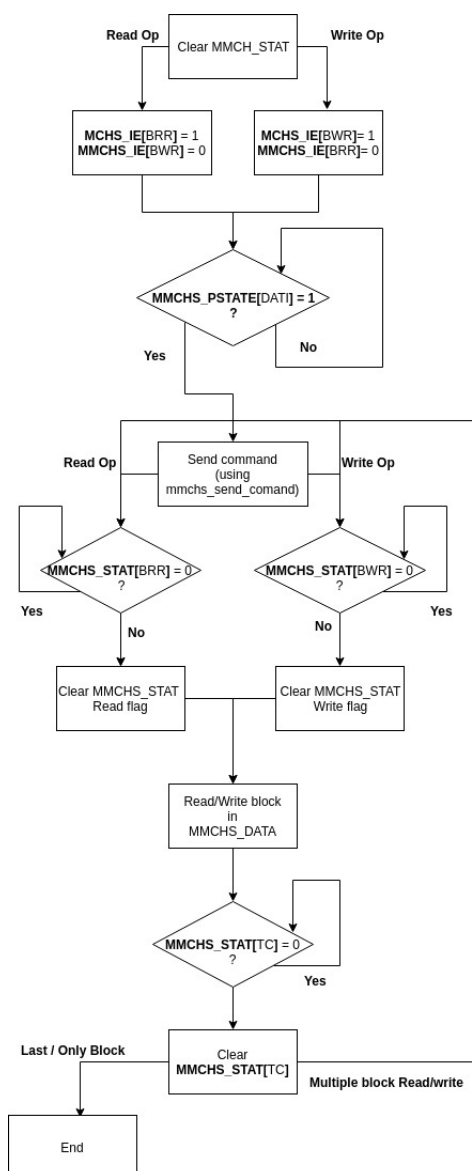 Read Op
Clear MMCH_STAT
Write Op
MCHS_IE[BRR] = 1
MMCHS_IE[BWR] = 0
MCHS_IE[BWR]= 1
MMCHS_IE[BRR]= 0
MMCHS_PSTATE[DATI] = 1
?
Yes
No
Read Op
Send command
(using
mmchs_send_comand)
Write Op
MMCHS_STAT[BRR] = 0
?
Yes
No
MMCHS_STAT[BWR] = 0
?
Yes
No
Clear MMCHS_STAT
Read flag
Clear MMCHS_STAT
Write flag
Read/Write block
in
MMCHS_DATA
MMCHS_STAT[TC] = 0
?
Yes
Last / Only Block
Clear
MMCHS_STAT[TC]
Multiple block Read/write
End